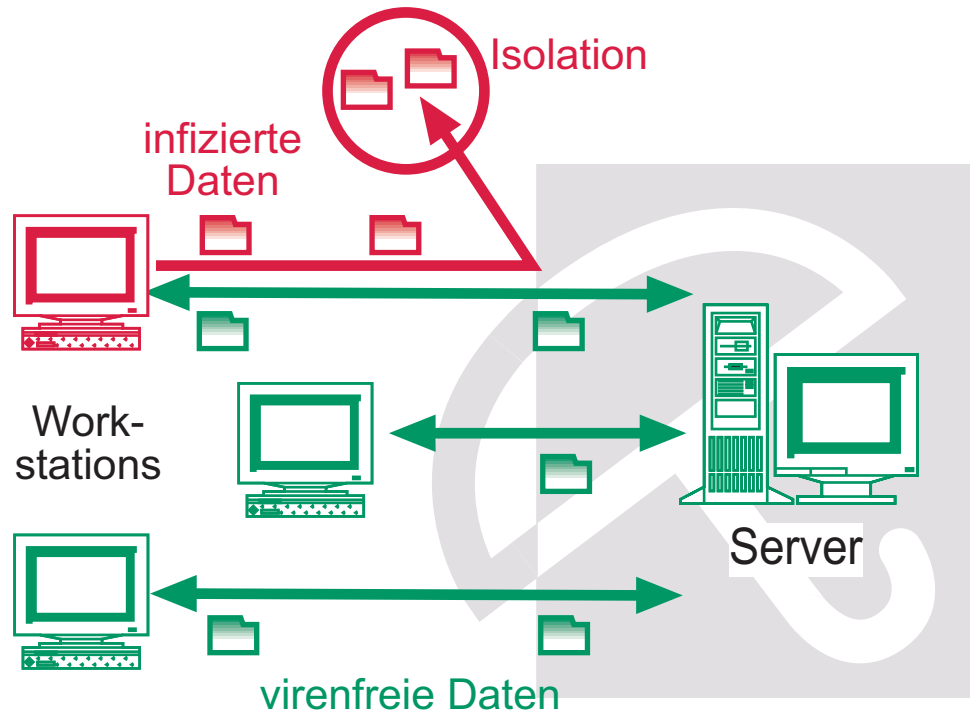 Isolation
infizierte
Daten
Work-
stations
Server
virenfreie Daten